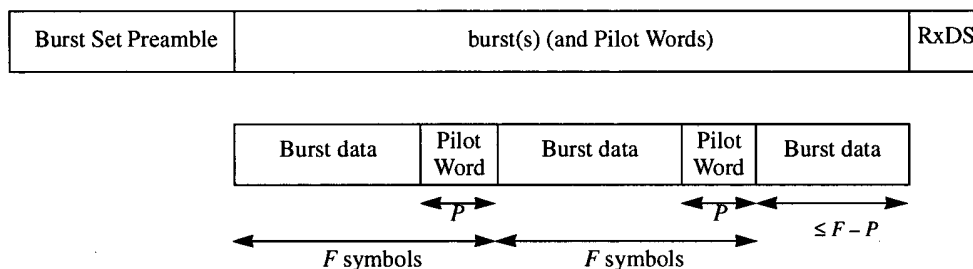 Burst Set Preamble burst(s) (and Pilot Words) RxDS
Burst data Pilot Word Burst data Pilot Word Burst data
P P ≤ F – P
F symbols F symbols